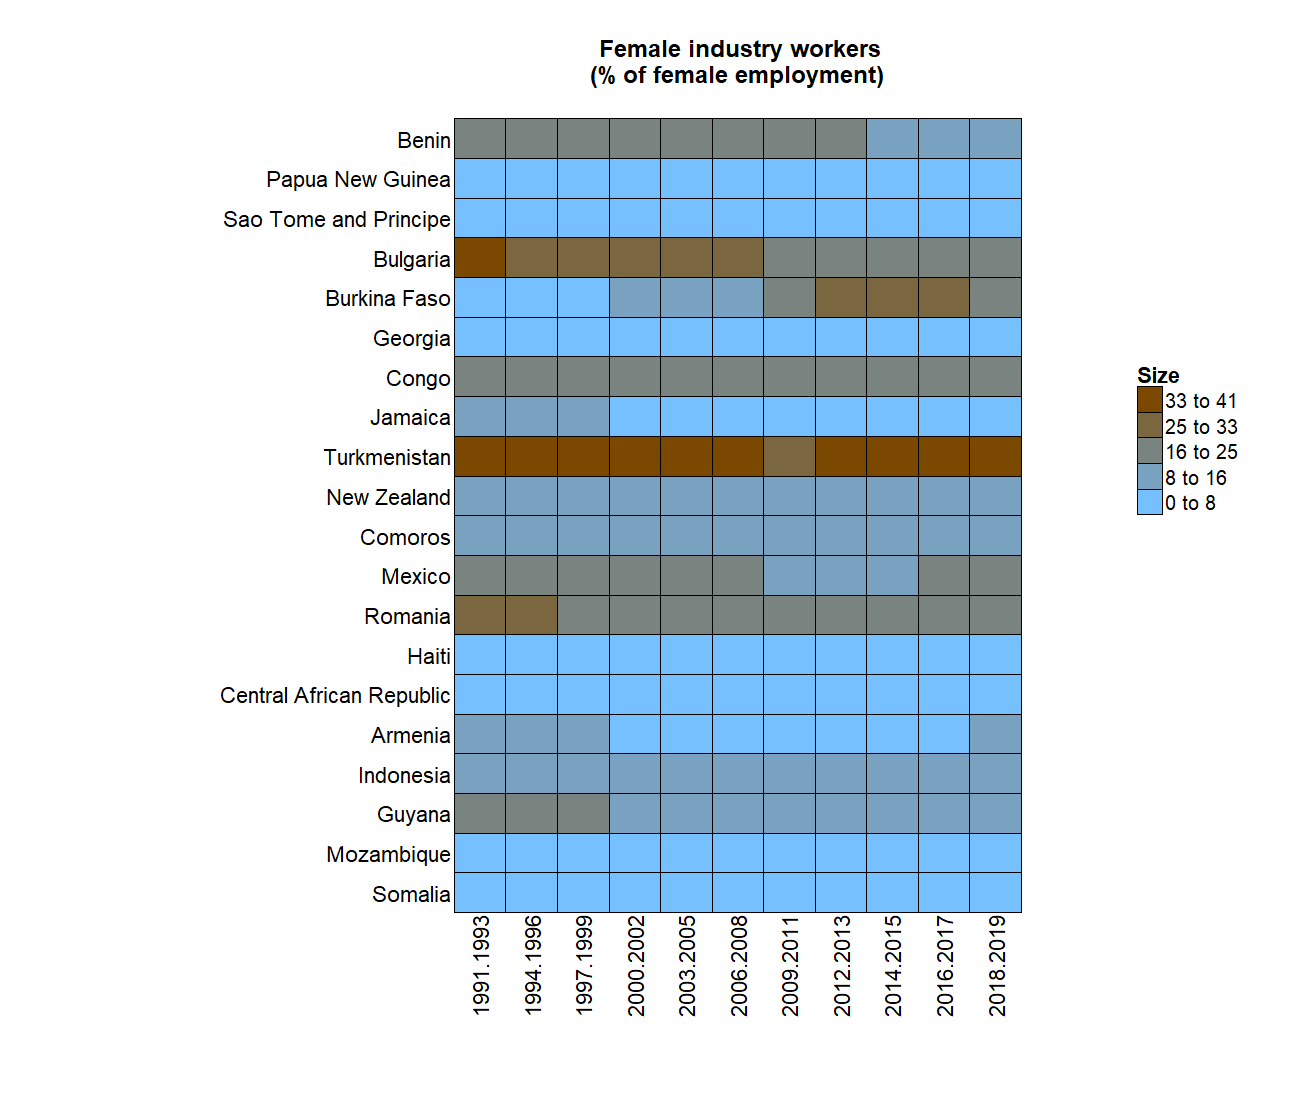 Female industry workers
(% of female employment)
Benin
Papua New Guinea
Sao Tome and Principe
Bulgaria
Burkina Faso
Georgia
Congo
Jamaica
Turkmenistan
New Zealand
Comoros
Mexico
Romania
Haiti
Central African Republic
Armenia
Indonesia
Guyana
Mozambique
Somalia
1991.1993
1994.1996
1997.1999
2000.2002
2003.2005
2006.2008
2009.2011
2012.2013
2014.2015
2016.2017
2018.2019
Size
33 to 41
25 to 33
16 to 25
8 to 16
0 to 8